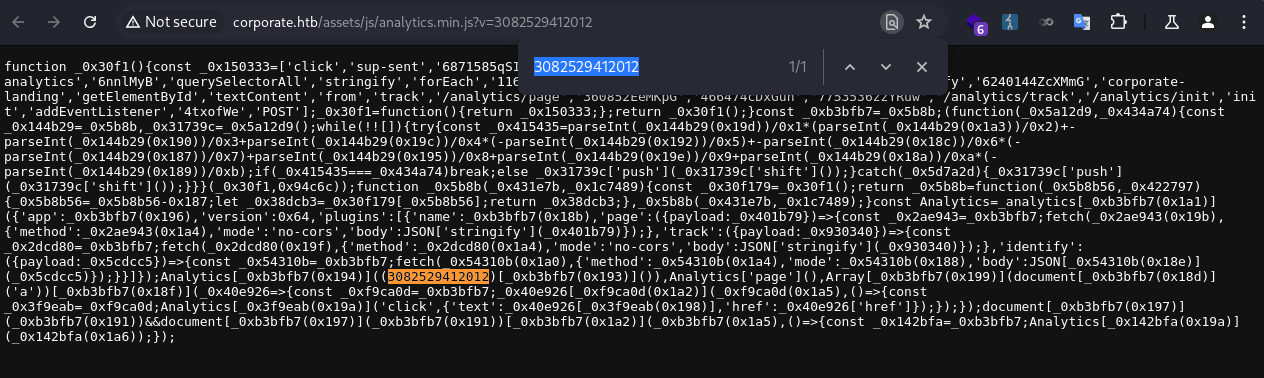 Not secure corporate.htb/assets/js/analytics.min.js?v=3082529412012
6
3082529412012 1/1
function _0x30f1(){const _0x150333=['click','sup-sent','6871585qSI
analytics','6nnlMyB','querySelectorAll','stringify','forEach','116 fy','6240144ZcXMmG','corporate-
landing','getElementById','textContent','from','track','/analytics/page','360852EeMKpG','466474cDxGuh','775353622YRuw','/analytics/track','/analytics/init','ini
t','addEventListener','4txofWe','POST'];_0x30f1=function(){return _0x150333;};return _0x30f1();}const _0xb3bfb7=_0x5b8b;(function(_0x5a12d9,_0x434a74){const
_0x144b29=_0x5b8b,_0x31739c=_0x5a12d9();while(!![]){try{const _0x415435=parseInt(_0x144b29(0x19d))/0x1*(parseInt(_0x144b29(0x1a3))/0x2)+-
parseInt(_0x144b29(0x190))/0x3+parseInt(_0x144b29(0x19c))/0x4*(-parseInt(_0x144b29(0x192))/0x5)+-parseInt(_0x144b29(0x18c))/0x6*(-
parseInt(_0x144b29(0x187))/0x7)+parseInt(_0x144b29(0x195))/0x8+parseInt(_0x144b29(0x19e))/0x9+parseInt(_0x144b29(0x18a))/0xa*(-
parseInt(_0x144b29(0x189))/0xb);if(_0x415435===_0x434a74)break;else _0x31739c['push'](_0x31739c['shift']());}catch(_0x5d7a2d){_0x31739c['push']
(_0x31739c['shift']());}}}(_0x30f1,0x94c6c));function _0x5b8b(_0x431e7b,_0x1c7489){const _0x30f179=_0x30f1();return _0x5b8b=function(_0x5b8b56,_0x422797)
{_0x5b8b56=_0x5b8b56-0x187;let _0x38dcb3=_0x30f179[_0x5b8b56];return _0x38dcb3;},_0x5b8b(_0x431e7b,_0x1c7489);}const Analytics=_analytics[_0xb3bfb7(0x1a1)]
({'app':_0xb3bfb7(0x196),'version':0x64,'plugins':[{'name':_0xb3bfb7(0x18b),'page':({payload:_0x401b79})=>{const _0x2ae943=_0xb3bfb7;fetch(_0x2ae943(0x19b),
{'method':_0x2ae943(0x1a4),'mode':'no-cors','body':JSON['stringify'](_0x401b79)});},'track':({payload:_0x930340})=>{const
_0x2dcd80=_0xb3bfb7;fetch(_0x2dcd80(0x19f),{'method':_0x2dcd80(0x1a4),'mode':'no-cors','body':JSON['stringify'](_0x930340)});},'identify':
({payload:_0x5cdcc5})=>{const _0x54310b=_0xb3bfb7;fetch(_0x54310b(0x1a0),{'method':_0x54310b(0x1a4),'mode':_0x54310b(0x188),'body':JSON[_0x54310b(0x18e)]
(_0x5cdcc5)});}}]});Analytics[_0xb3bfb7(0x194)]((3082529412012)[_0xb3bfb7(0x193)]()),Analytics['page'](),Array[_0xb3bfb7(0x199)](document[_0xb3bfb7(0x18d)]
('a'))[_0xb3bfb7(0x18f)](_0x40e926=>{const _0xf9ca0d=_0xb3bfb7;_0x40e926[_0xf9ca0d(0x1a2)](_0xf9ca0d(0x1a5),()=>{const
_0x3f9eab=_0xf9ca0d;Analytics[_0x3f9eab(0x19a)]('click',{'text':_0x40e926[_0x3f9eab(0x198)],'href':_0x40e926['href']});});});document[_0xb3bfb7(0x197)]
(_0xb3bfb7(0x191))&&document[_0xb3bfb7(0x197)](_0xb3bfb7(0x191))[_0xb3bfb7(0x1a2)](_0xb3bfb7(0x1a5),()=>{const _0x142bfa=_0xb3bfb7;Analytics[_0x142bfa(0x19a)]
(_0x142bfa(0x1a6));});